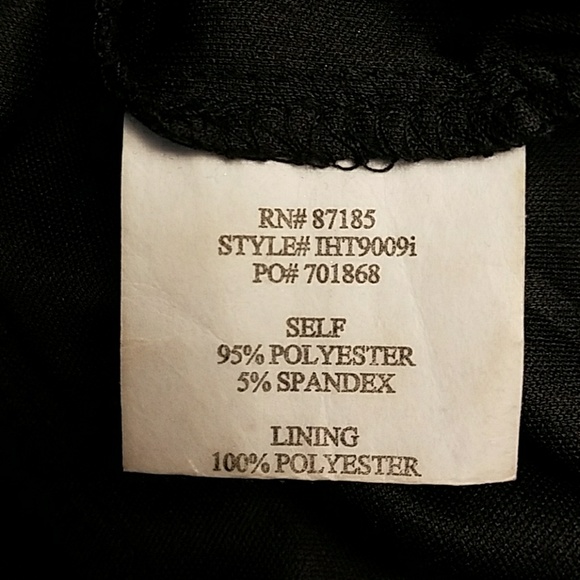 RN# 87185
STYLE# IHT9009i
PO# 701868
SELF
95% POLYESTER
5% SPANDEX
LINING
100% POLYESTER